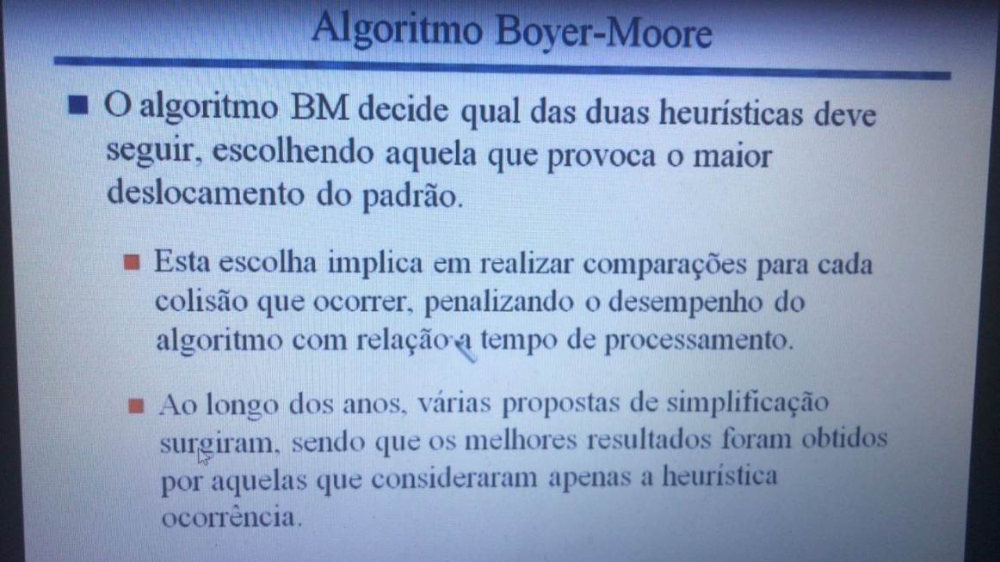 Algoritmo Boyer-Moore
O algoritmo BM decide qual das duas heurísticas deve
seguir, escolhendo aquela que provoca o maior
deslocamento do padrão.
Esta escolha implica em realizar comparações para cada
colisão que ocorrer, penalizando o desempenho do
algoritmo com relação a tempo de processamento.
Ao longo dos anos, várias propostas de simplificação
surgiram, sendo que os melhores resultados foram obtidos
por aquelas que consideraram apenas a heurística
ocorrência.